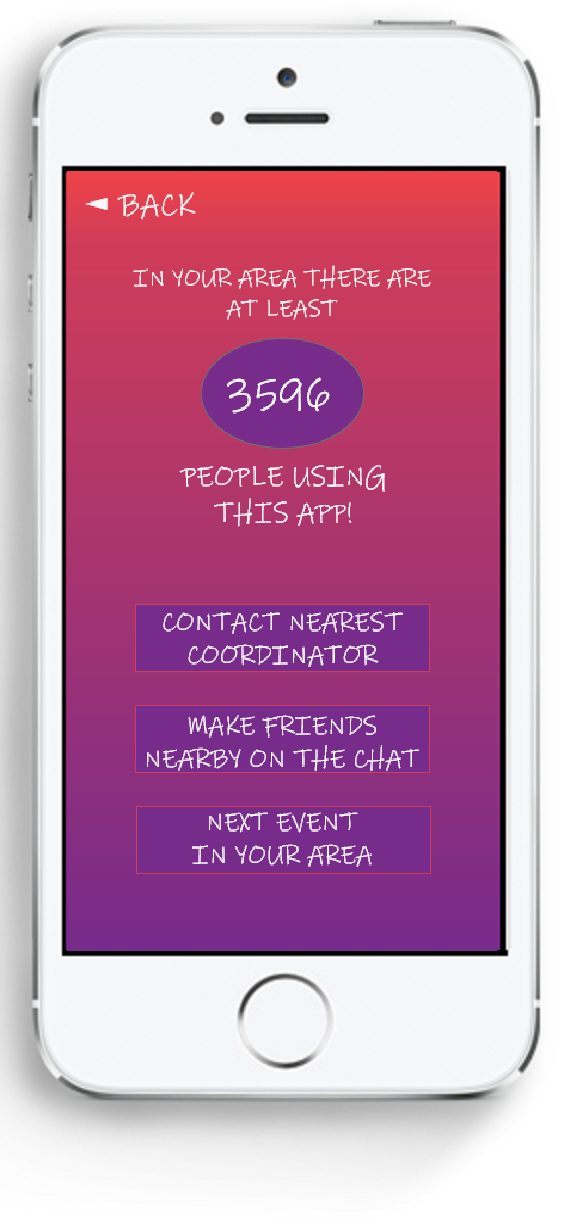 ◄ BACK
IN YOUR AREA THERE ARE
AT LEAST
3596
PEOPLE USING
THIS APP!
CONTACT NEAREST
COORDINATOR
MAKE FRIENDS
NEARBY ON THE CHAT
NEXT EVENT
IN YOUR AREA